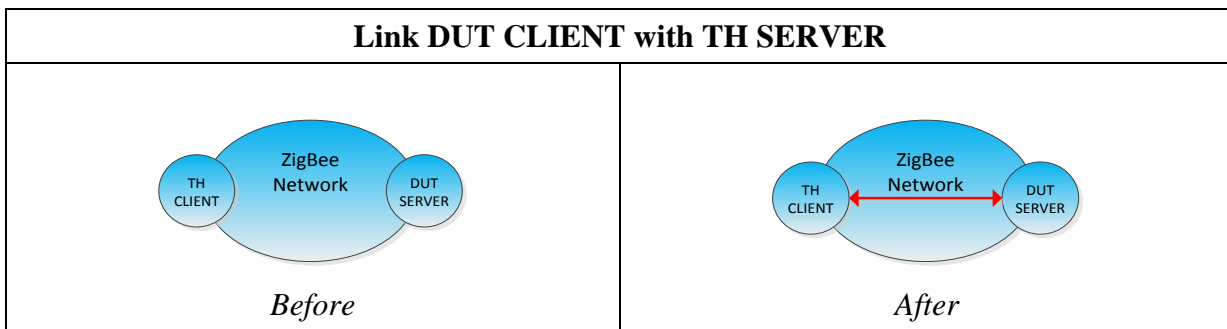 Link DUT CLIENT with TH SERVER
ZigBee
Network
TH
CLIENT
DUT
SERVER
Before
ZigBee
Network
TH
CLIENT
DUT
SERVER
After